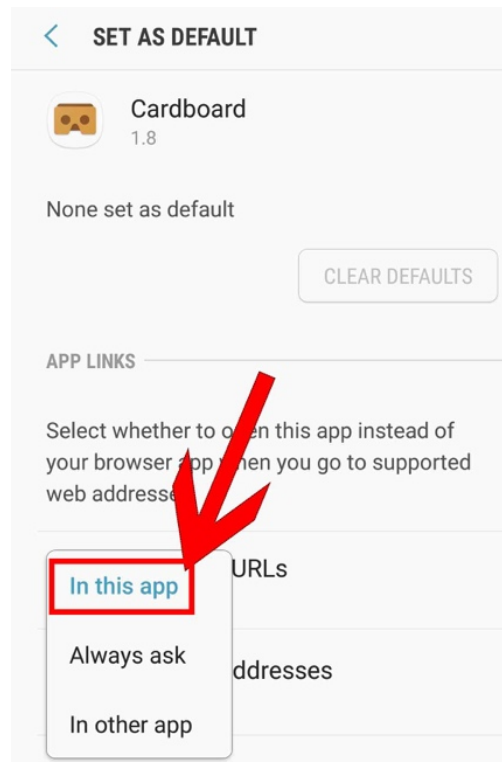 SET AS DEFAULT
Cardboard
1.8
None set as default
CLEAR DEFAULTS
APP LINKS
Select whether to open this app instead of
your browser app when you go to supported
web addresse
In this app
URLs
Always ask
ddresses
In other app